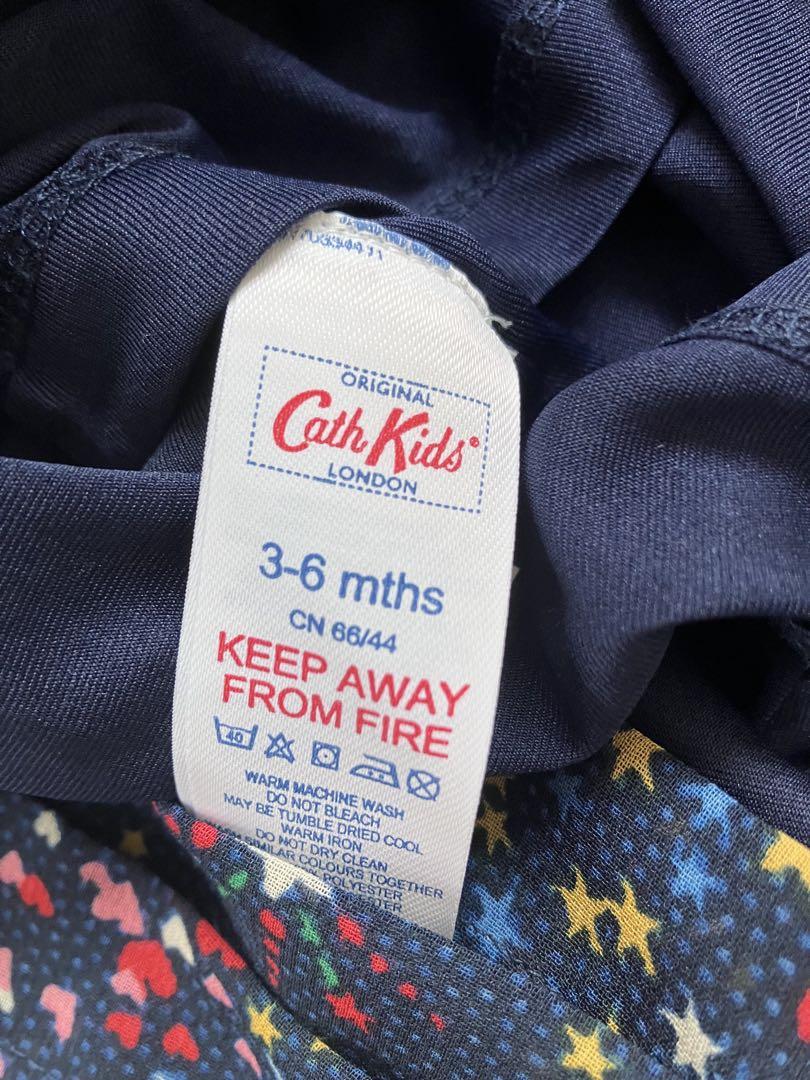 ORIGINAL
Cath Kids
LONDON
3-6 mths
CN 66/44
KEEP AWAY
FROM FIRE
40
WARM MACHINE WASH
DO NOT BLEACH
MAY BE TUMBLE DRIED COOL
WARM IRON
DO NOT DRY CLEAN
SIMILAR COLOURS TOGETHER
POLYESTER